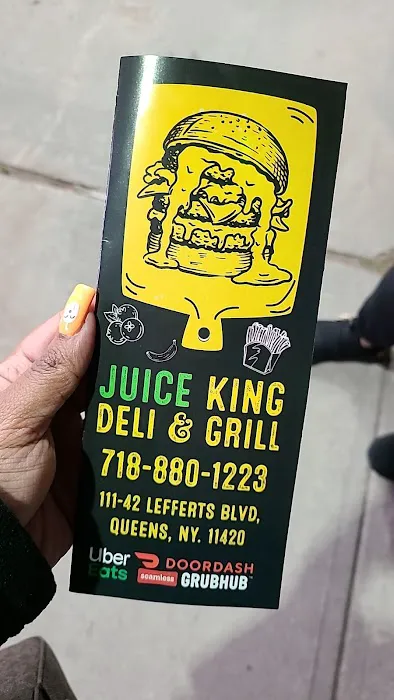 JUICE KING
DELI & GRILL
718-880-1223
111-42 LEFFERTS BLVD,
QUEENS, NY. 11420
Uber
Eats
DOORDASH
seamless
GRUBHUB